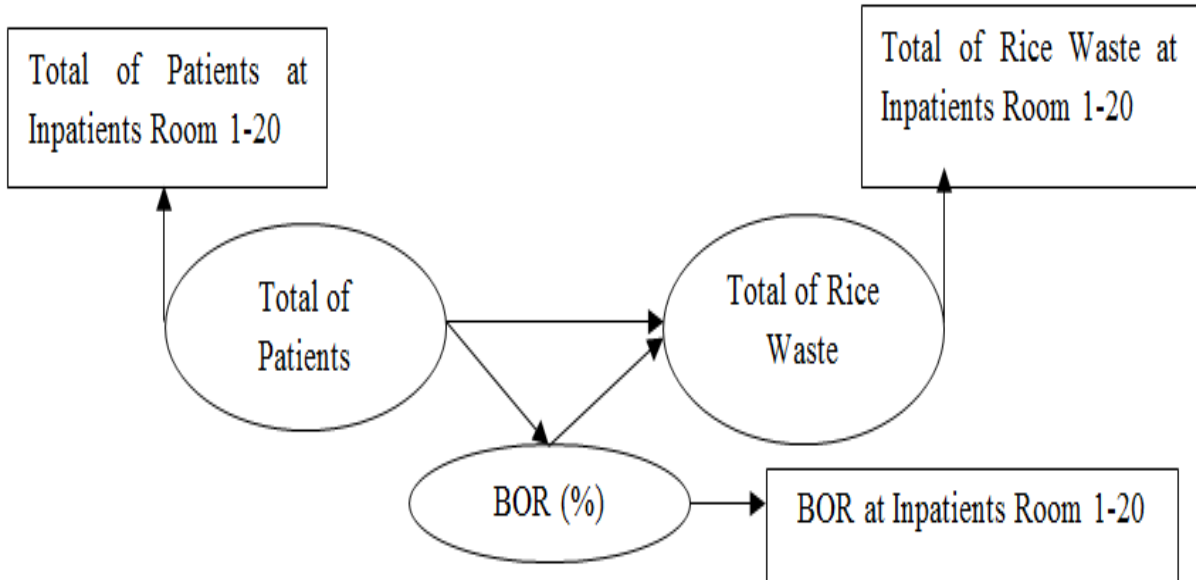 Total of Patients at
Inpatients Room 1-20
Total of Rice Waste at
Inpatients Room 1-20
Total of
Patients
Total of Rice
Waste
BOR (%)
BOR at Inpatients Room 1-20